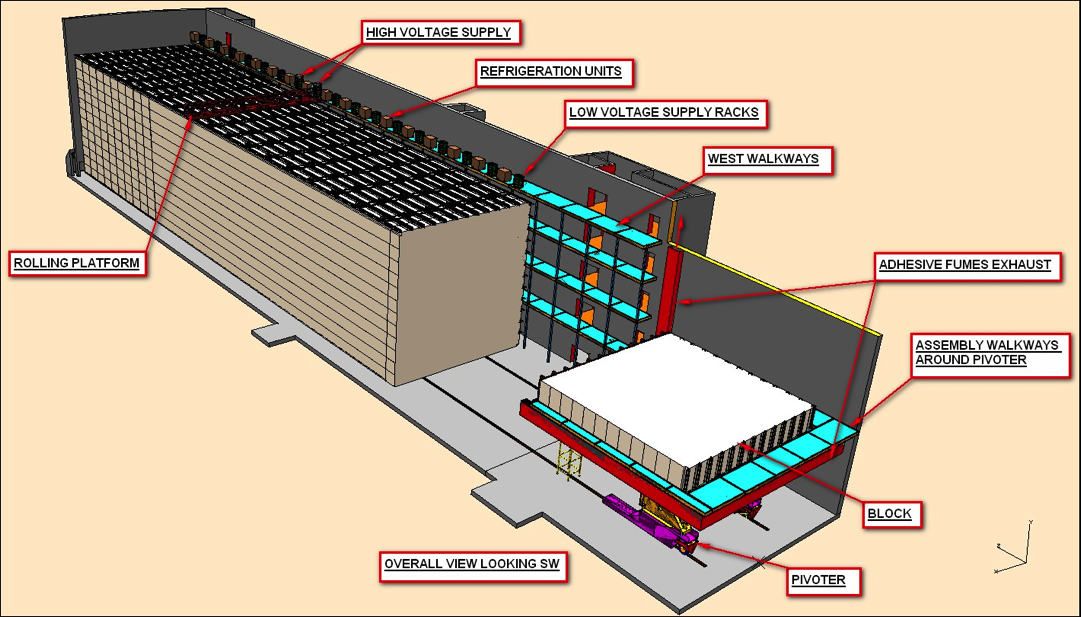 HIGH VOLTAGE SUPPLY
REFRIGERATION UNITS
LOW VOLTAGE SUPPLY RACKS
WEST WALKWAYS
ROLLING PLATFORM
ADHESIVE FUMES EXHAUST
ASSEMBLY WALKWAYS
AROUND PIVOTER
BLOCK
OVERALL VIEW LOOKING SW
PIVOTER
Y
Z
X